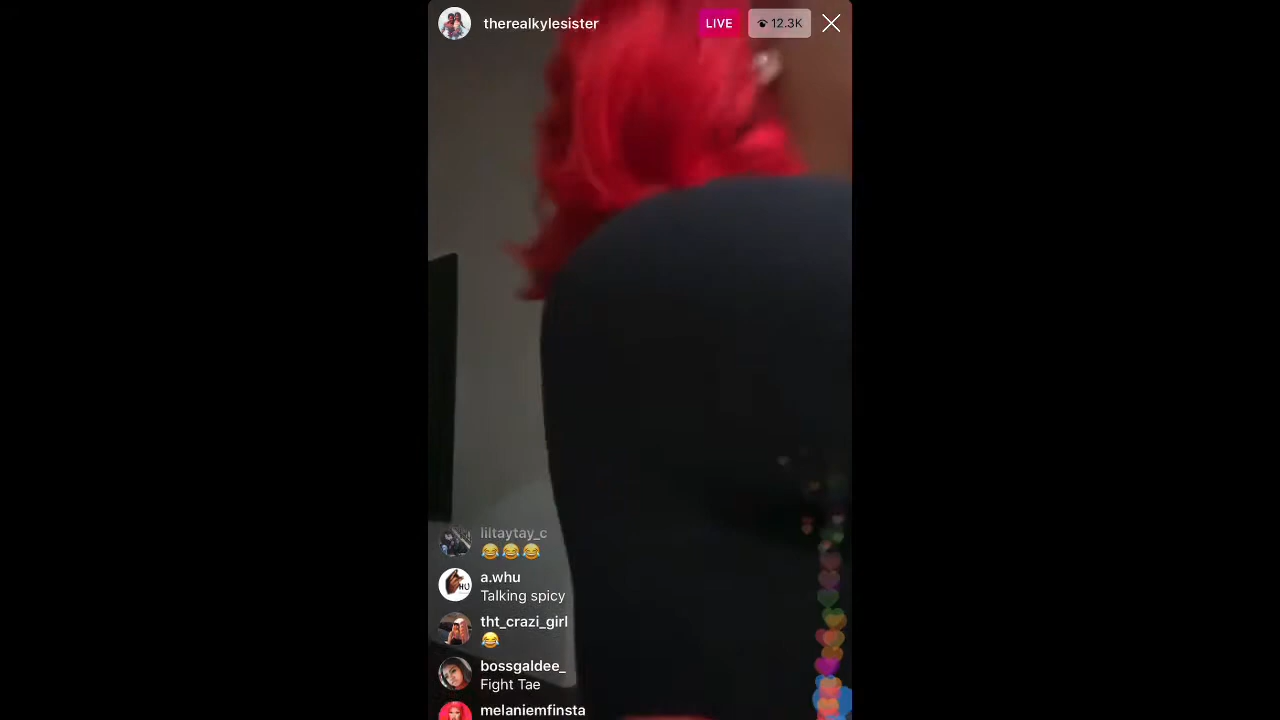 therealkylesister
LIVE
12.3K
liltaytay_c
😂😂😂
a.whu
Talking spicy
tht_crazi_girl
😂
bossgaldee_
Fight Tae
melaniemfinsta